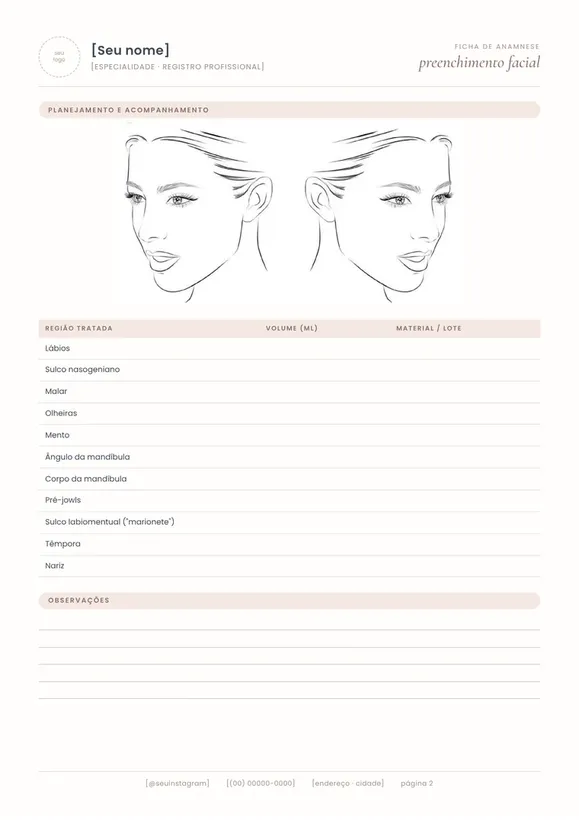 seu
logo
[Seu nome]
[ESPECIALIDADE · REGISTRO PROFISSIONAL]
FICHA DE ANAMNESE
preenchimento facial
PLANEJAMENTO E ACOMPANHAMENTO
REGIÃO TRATADA VOLUME (ML) MATERIAL / LOTE
Lábios
Sulco nasogeniano
Malar
Olheiras
Mento
Ângulo da mandíbula
Corpo da mandíbula
Pré-jowls
Sulco labiomentual ("marionete")
Têmpora
Nariz
OBSERVAÇÕES
[@seuinstagram] [(00) 00000-0000] [endereço · cidade] página 2